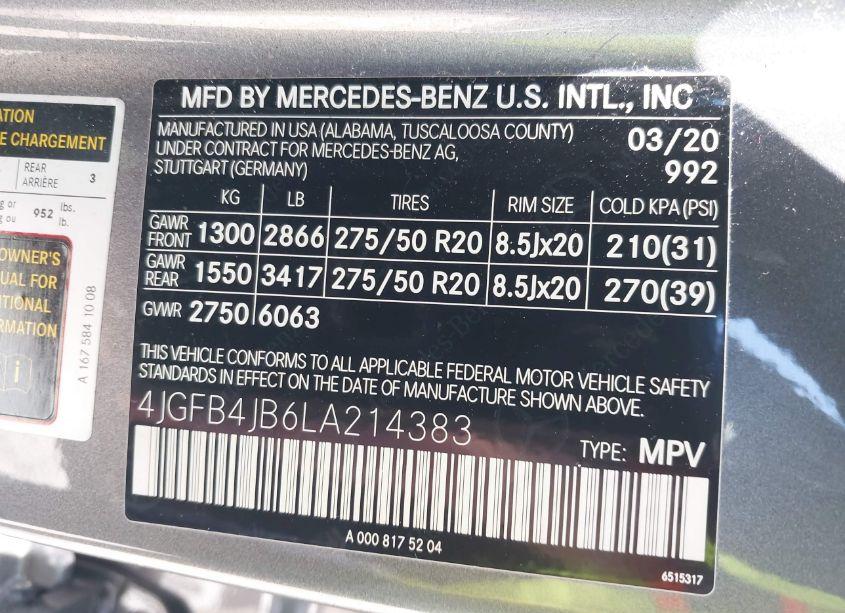 ATION
E CHARGEMENT
REAR
ARRIÈRE 3
g or
g ou 952 lbs.
lb.
OWNER'S
UAL FOR
ITIONAL
ORMATION
i
A 167 584 10 08
MFD BY MERCEDES-BENZ U.S. INTL., INC
MANUFACTURED IN USA (ALABAMA, TUSCALOOSA COUNTY) 03/20
UNDER CONTRACT FOR MERCEDES-BENZ AG,
STUTTGART (GERMANY) 992
KG LB TIRES RIM SIZE COLD KPA (PSI)
GAWR FRONT 1300 2866 275/50 R20 8.5Jx20 210(31)
GAWR REAR 1550 3417 275/50 R20 8.5Jx20 270(39)
GVWR 2750 6063
THIS VEHICLE CONFORMS TO ALL APPLICABLE FEDERAL MOTOR VEHICLE SAFETY
STANDARDS IN EFFECT ON THE DATE OF MANUFACTURE SHOWN ABOVE.
4JGFB4JB6LA214383
TYPE: MPV
A 000 817 52 04
6515317